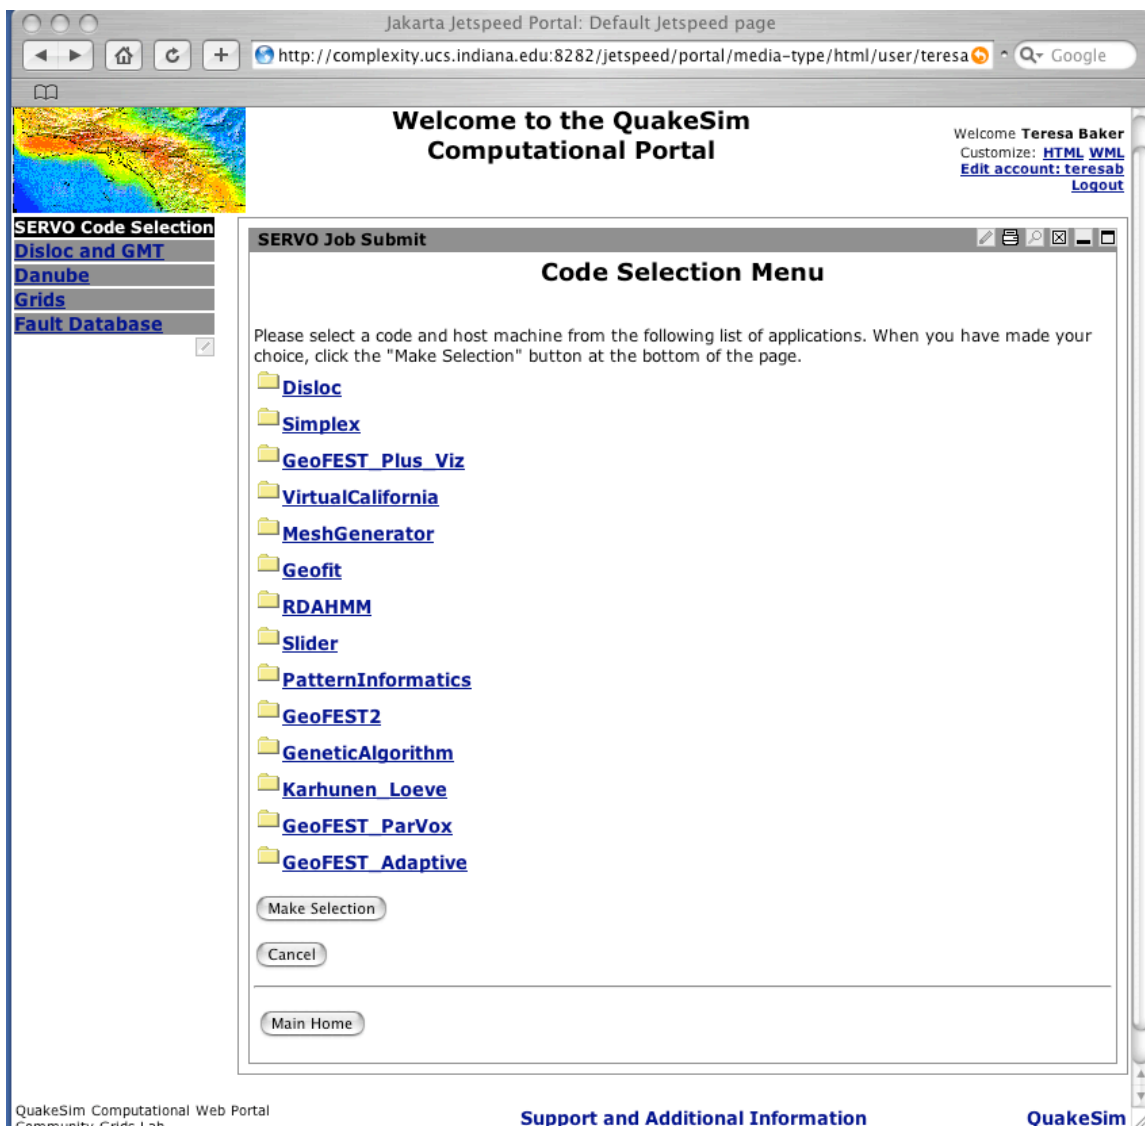 Jakarta Jetspeed Portal: Default Jetspeed page
http://complexity.ucs.indiana.edu:8282/jetspeed/portal/media-type/html/user/teresa
Google
Welcome to the QuakeSim
Computational Portal
Welcome Teresa Baker
Customize: HTML WML
Edit account: teresab
Logout
SERVO Code Selection
Disloc and GMT
Danube
Grids
Fault Database
SERVO Job Submit
Code Selection Menu
Please select a code and host machine from the following list of applications. When you have made your
choice, click the "Make Selection" button at the bottom of the page.
Disloc
Simplex
GeoFEST_Plus_Viz
VirtualCalifornia
MeshGenerator
Geofit
RDAHMM
Slider
PatternInformatics
GeoFEST2
GeneticAlgorithm
Karhunen_Loeve
GeoFEST_ParVox
GeoFEST_Adaptive
Make Selection
Cancel
Main Home
QuakeSim Computational Web Portal
Community Grids Lab
Support and Additional Information
QuakeSim